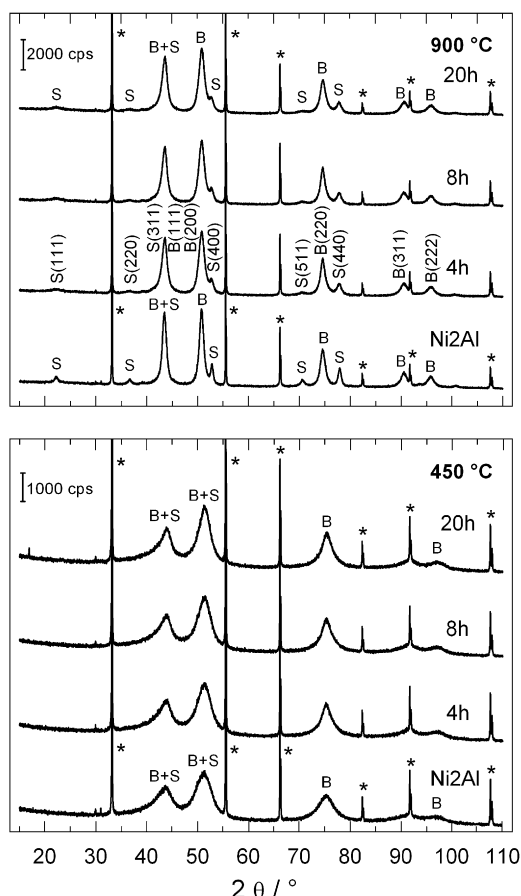 * B+S B * * B * 900 °C
2000 cps 20h
S S S S S * B B *
8h
S(111) S(220) S(311) B(111) B(200) S(400) S(511) B(220) S(440) B(311) B(222) 4h
* B+S B * * Ni2Al
S S S S B S * B * B *
* * * 450 °C
1000 cps 20h
B+S B+S B * * B *
8h
4h
* * * Ni2Al
B+S B+S B * * B *
20 30 40 50 60 70 80 90 100 110
2 θ / °